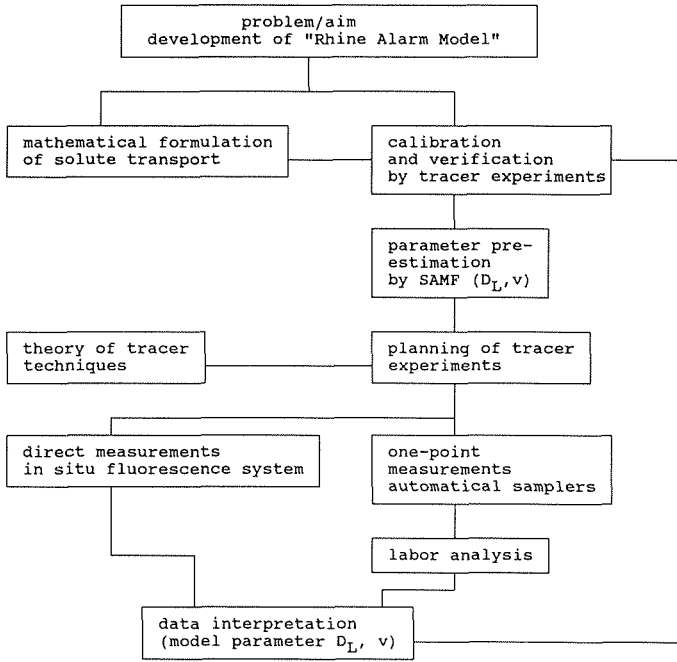 problem/aim
development of "Rhine Alarm Model"
mathematical formulation
of solute transport
calibration
and verification
by tracer experiments
parameter pre-
estimation
by SAMF (D_L,v)
theory of tracer
techniques
planning of tracer
experiments
direct measurements
in situ fluorescence system
one-point
measurements
automatical samplers
labor analysis
data interpretation
(model parameter D_L, v)